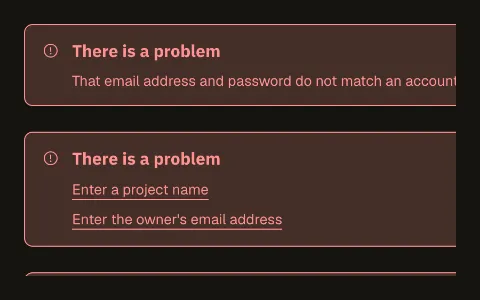 There is a problem
That email address and password do not match an account
There is a problem
Enter a project name
Enter the owner's email address